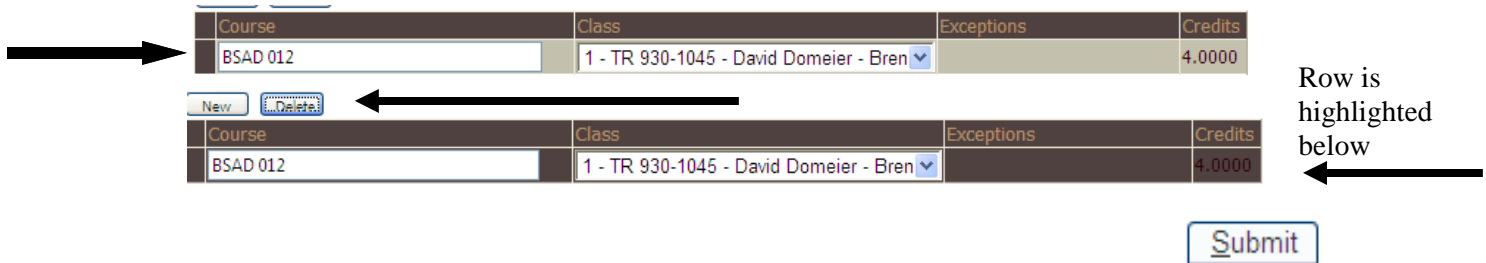 Course Class Exceptions Credits
BSAD 012 1 - TR 930-1045 - David Domeier - Bren 4.0000
New Delete
Course Class Exceptions Credits
BSAD 012 1 - TR 930-1045 - David Domeier - Bren 4.0000
Row is
highlighted
below
Submit